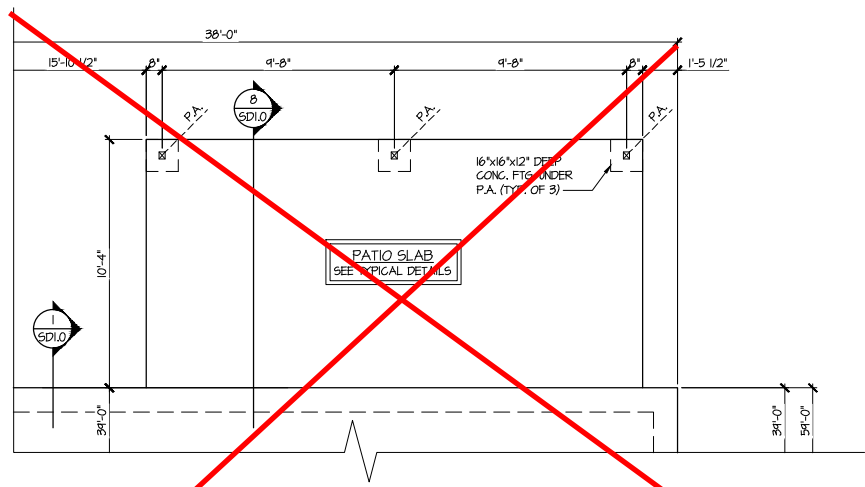 38'-0"
15'-10 1/2" 8" 9'-8" 9'-8" 8" 1'-5 1/2"
P.A. P.A. P.A.
8
SD1.0
16"x16"x12" DEEP
CONC. FTG. UNDER
P.A. (TYP. OF 3)
PATIO SLAB
SEE TYPICAL DETAILS
10'-4"
1
SD1.0
39'-0" 39'-0" 59'-0"